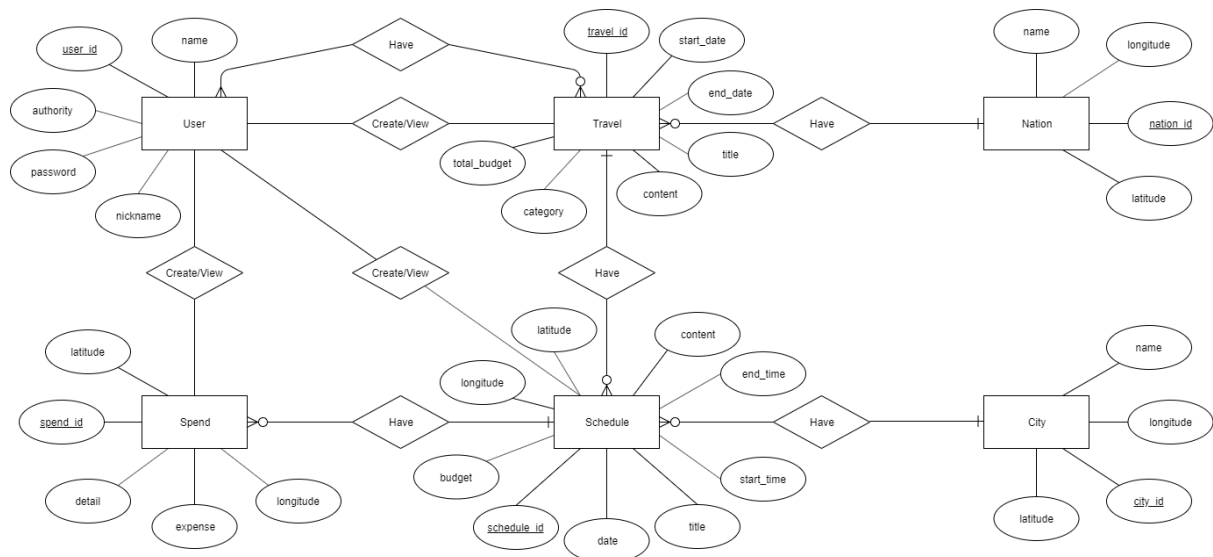 name
Have
travel_id
start_date
name
longitude
user_id
end_date
authority
User
Create/View
Travel
Have
Nation
nation_id
password
total_budget
title
nickname
category
content
latitude
Create/View
Create/View
Have
latitude
latitude
content
name
longitude
end_time
spend_id
Spend
Have
Schedule
Have
City
longitude
detail
longitude
budget
start_time
expense
schedule_id
date
title
latitude
city_id